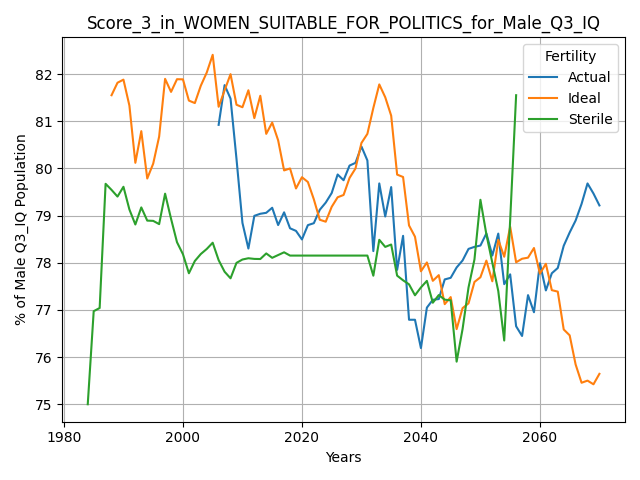 Score_3_in_WOMEN_SUITABLE_FOR_POLITICS_for_Male_Q3_IQ
Fertility
Actual
Ideal
Sterile
% of Male Q3_IQ Population
82
81
80
79
78
77
76
75
1980
2000
2020
2040
2060
Years